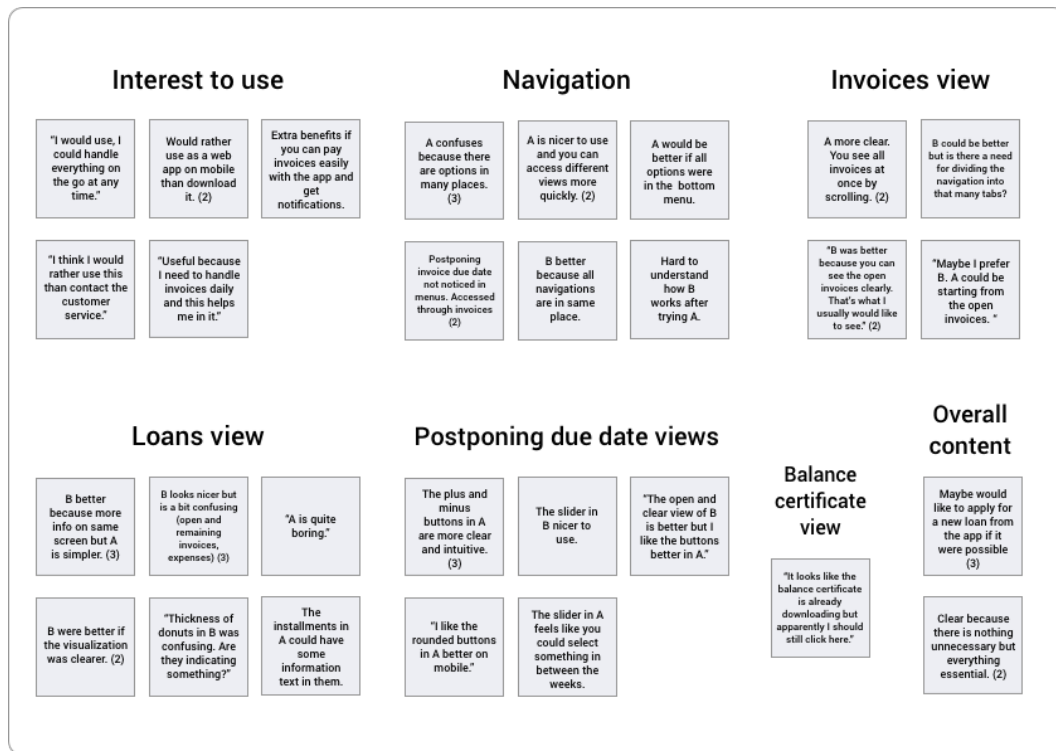 Interest to use
"I would use, I
could handle
everything on
the go at any
time."
Would rather
use as a web
app on mobile
than download
it. (2)
Extra benefits if
you can pay
invoices easily
with the app and
get
notifications.
"I think I would
rather use this
than contact the
customer
service."
"Useful because
I need to handle
invoices daily
and this helps
me in it."
Navigation
A confuses
because there
are options in
many places.
(3)
A is nicer to use
and you can
access different
views more
quickly. (2)
A would be
better if all
options were
in the bottom
menu.
Postponing
invoice due date
not noticed in
menus. Accessed
through invoices
(2)
B better
because all
navigations
are in same
place.
Hard to
understand
how B
works after
trying A.
Invoices view
A more clear.
You see all
invoices at
once by
scrolling. (2)
B could be better
but is there a need
for dividing the
navigation into
that many tabs?
"B was better
because you can
see the open
invoices clearly.
That's what I
usually would like
to see." (2)
"Maybe I prefer
B. A could be
starting from
the open
invoices. "
Loans view
B better
because more
info on same
screen but A
is simpler. (3)
B looks nicer but
is a bit confusing
(open and
remaining
invoices,
expenses) (3)
"A is quite
boring."
B were better if
the visualization
was clearer. (2)
"Thickness of
donuts in B was
confusing. Are
they indicating
something?"
The
installments in
A could have
some
information
text in them.
Postponing due date views
The plus and
minus
buttons in A
are more clear
and intuitive.
(3)
The slider in
B nicer to
use.
"The open and
clear view of B
is better but I
like the buttons
better in A."
"I like the
rounded buttons
in A better on
mobile."
The slider in A
feels like you
could select
something in
between the
weeks.
Balance
certificate
view
"It looks like the
balance certificate
is already
downloading but
apparently I should
still click here."
Overall
content
Maybe would
like to apply for
a new loan from
the app if it
were possible
(3)
Clear because
there is nothing
unnecessary but
everything
essential. (2)